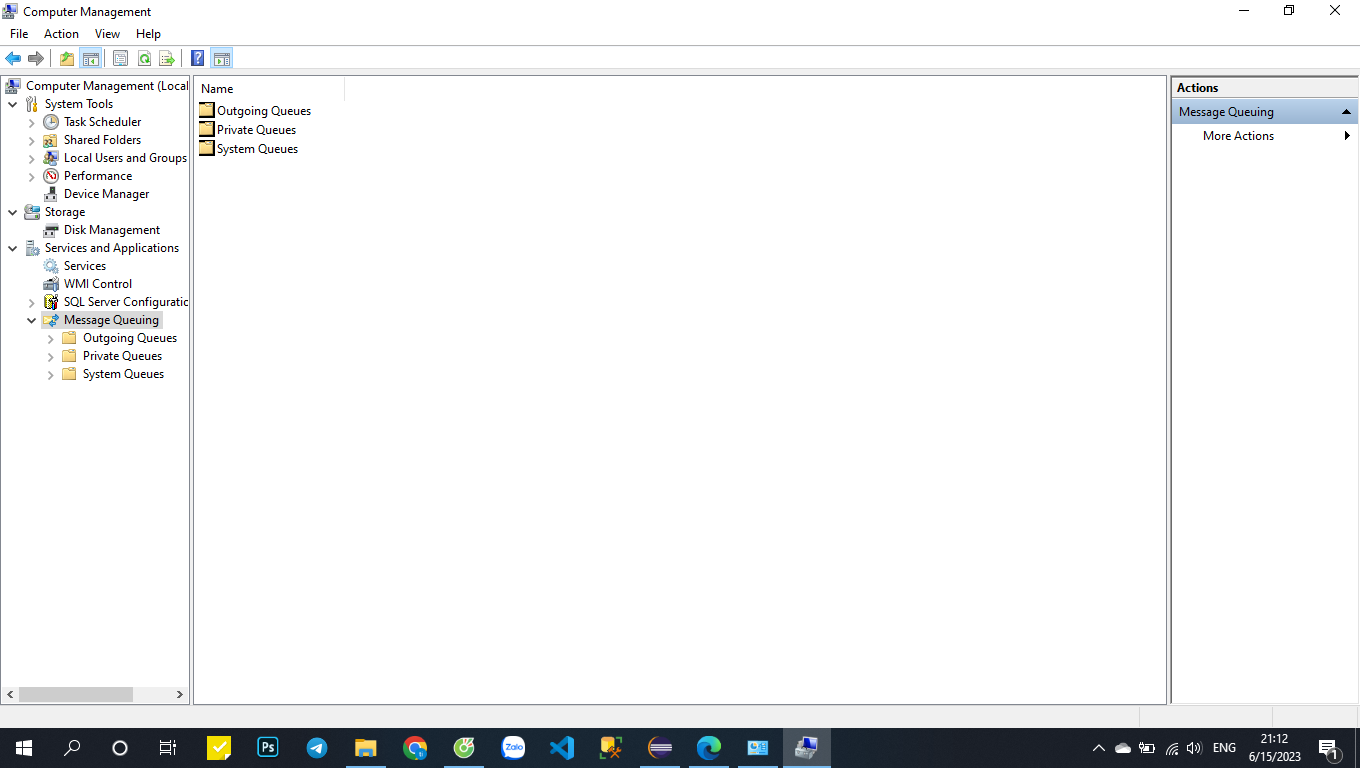 Computer Management
File Action View Help
Computer Management (Local
System Tools
Task Scheduler
Shared Folders
Local Users and Groups
Performance
Device Manager
Storage
Disk Management
Services and Applications
Services
WMI Control
SQL Server Configuratic
Message Queuing
Outgoing Queues
Private Queues
System Queues
Name
Outgoing Queues
Private Queues
System Queues
Actions
Message Queuing
More Actions
Ps
Zalo
ENG
21:12
6/15/2023
1